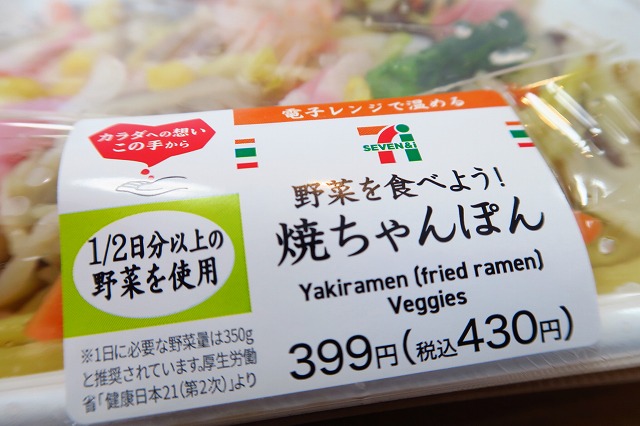 電子レンジで温める
カラダへの想い
この手から
SEVEN&i
野菜を食べよう!
焼ちゃんぽん
1/2日分以上の
野菜を使用
Yakiramen (fried ramen)
Veggies
399円(税込430円)
※1日に必要な野菜量は350g
と推奨されています。厚生労働
省「健康日本21(第2次)」より